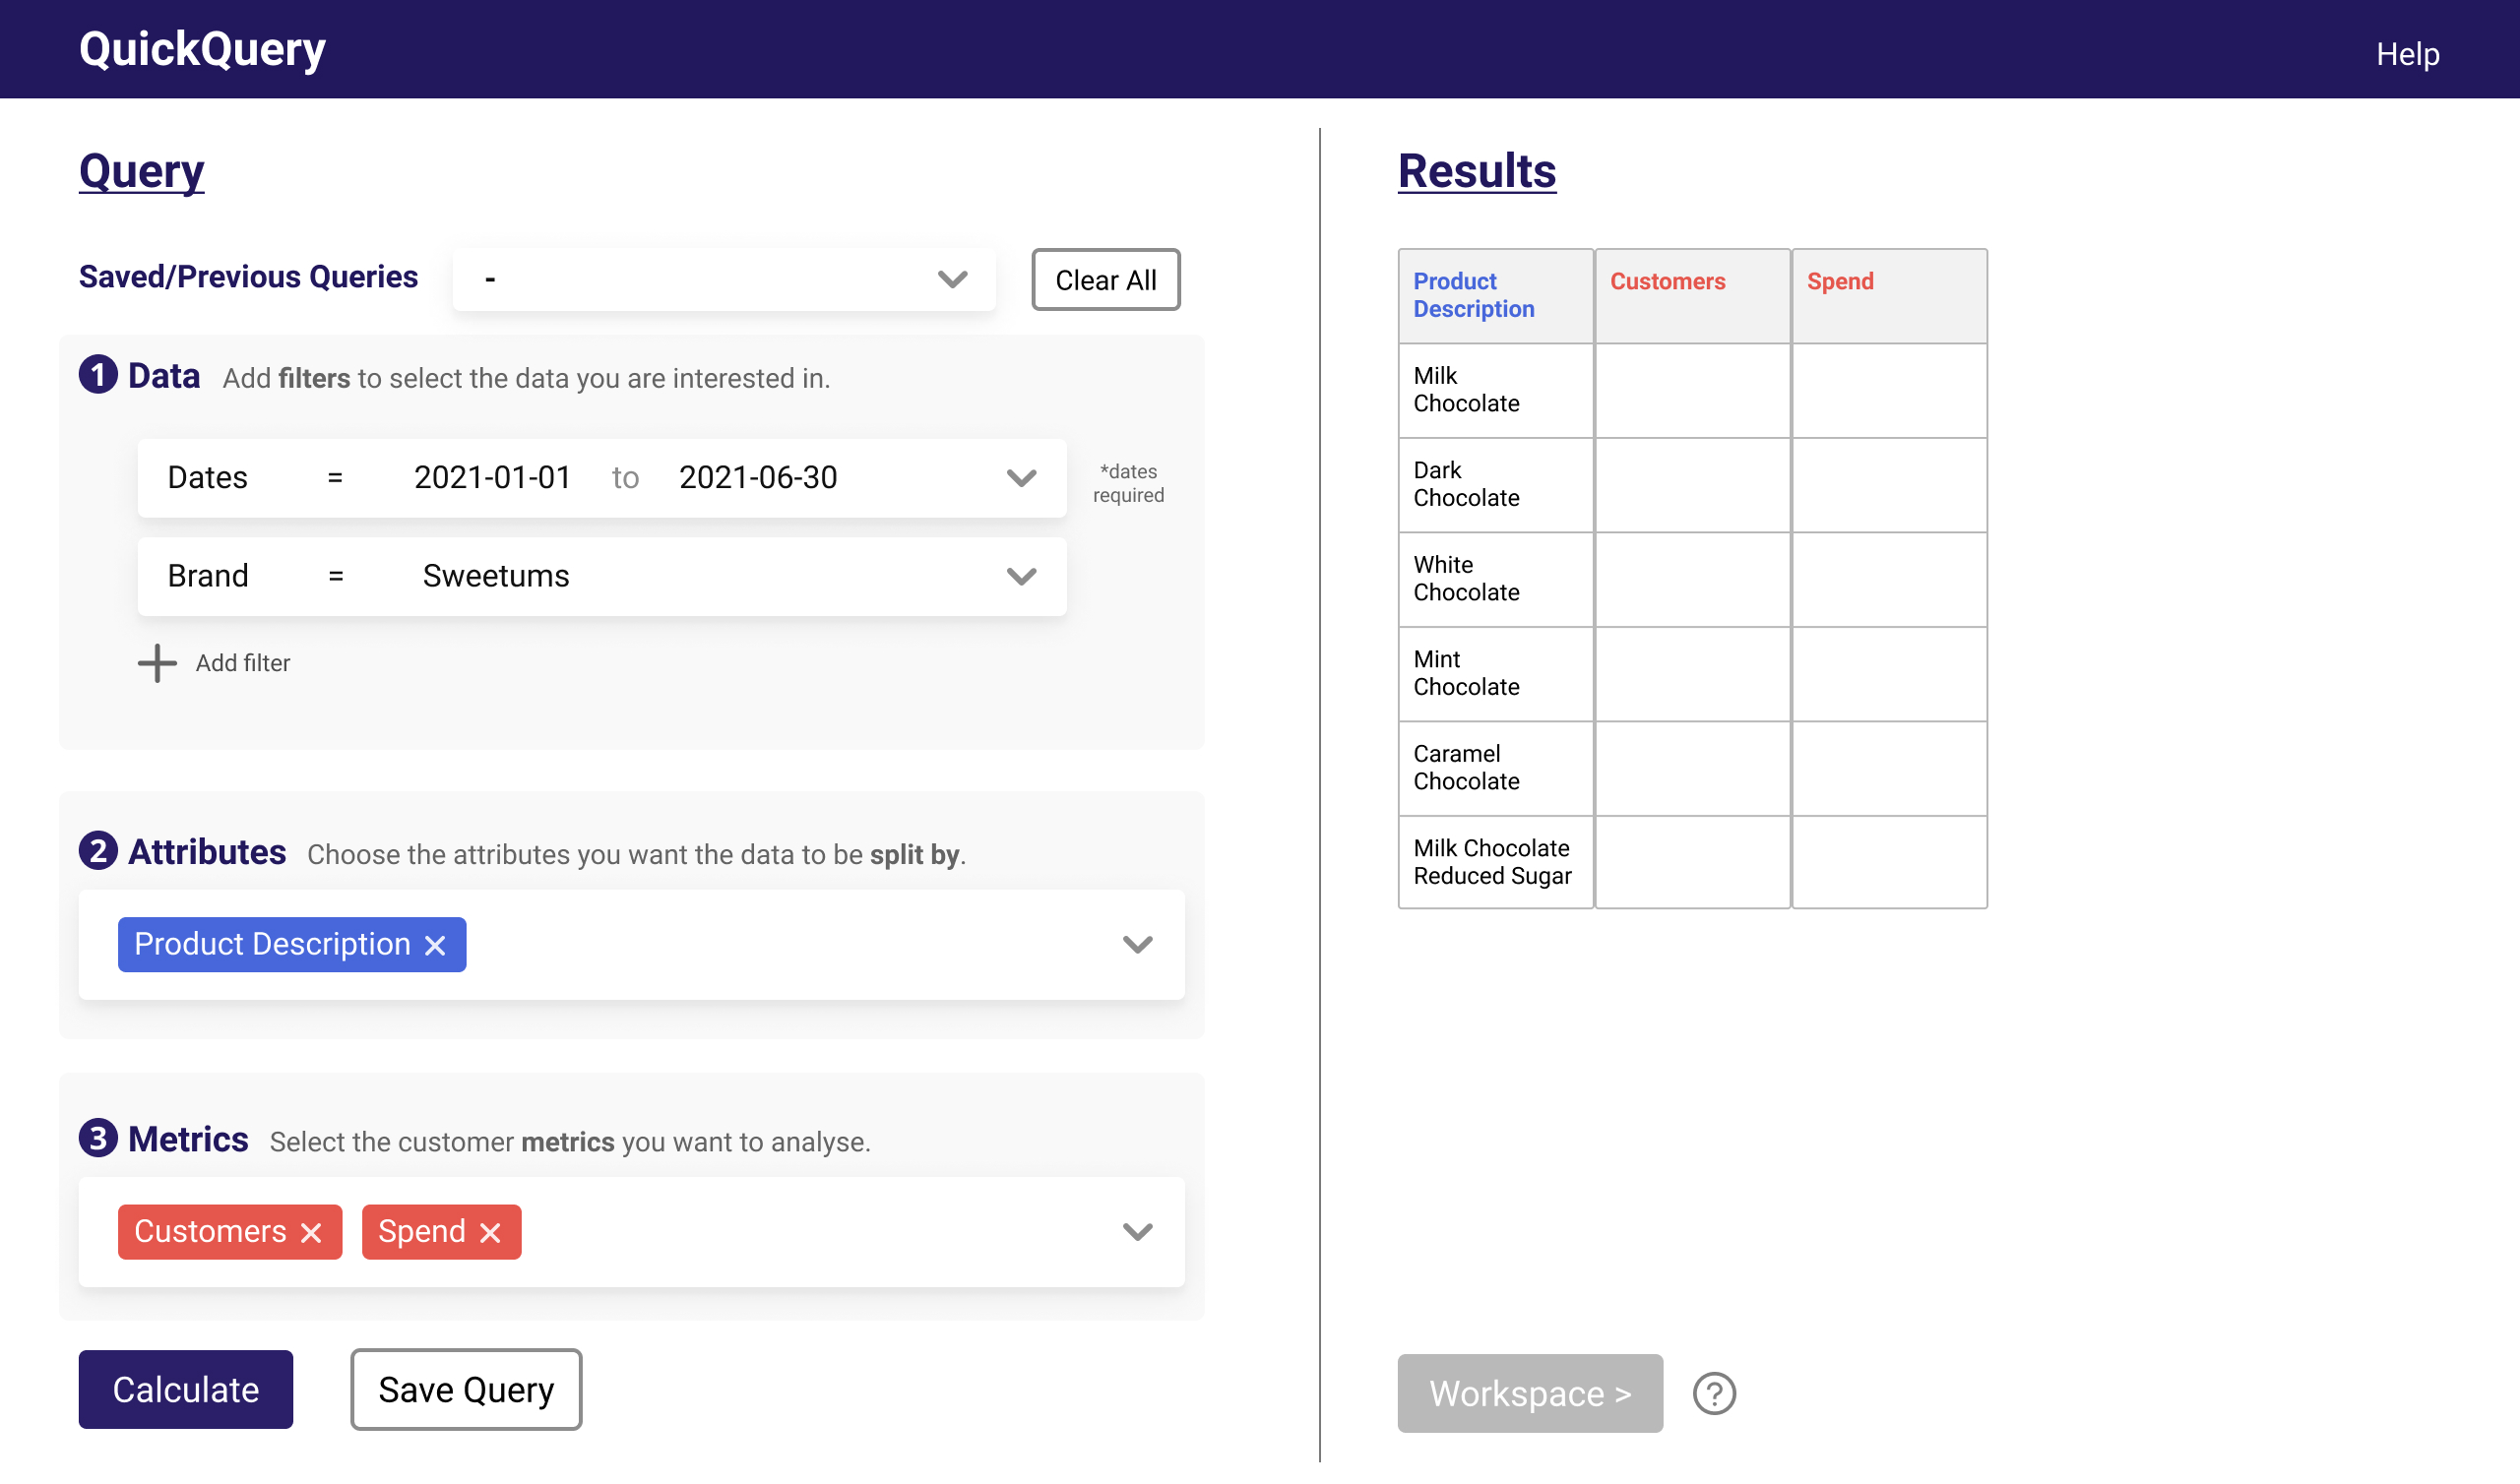 QuickQuery
Help
Query
Saved/Previous Queries
-
Clear All
1 Data Add filters to select the data you are interested in.
Dates = 2021-01-01 to 2021-06-30
*dates
required
Brand = Sweetums
Add filter
2 Attributes Choose the attributes you want the data to be split by.
Product Description ×
3 Metrics Select the customer metrics you want to analyse.
Customers × Spend ×
Calculate
Save Query
Results
Product
Description
Customers
Spend
Milk
Chocolate
Dark
Chocolate
White
Chocolate
Mint
Chocolate
Caramel
Chocolate
Milk Chocolate
Reduced Sugar
Workspace >
?